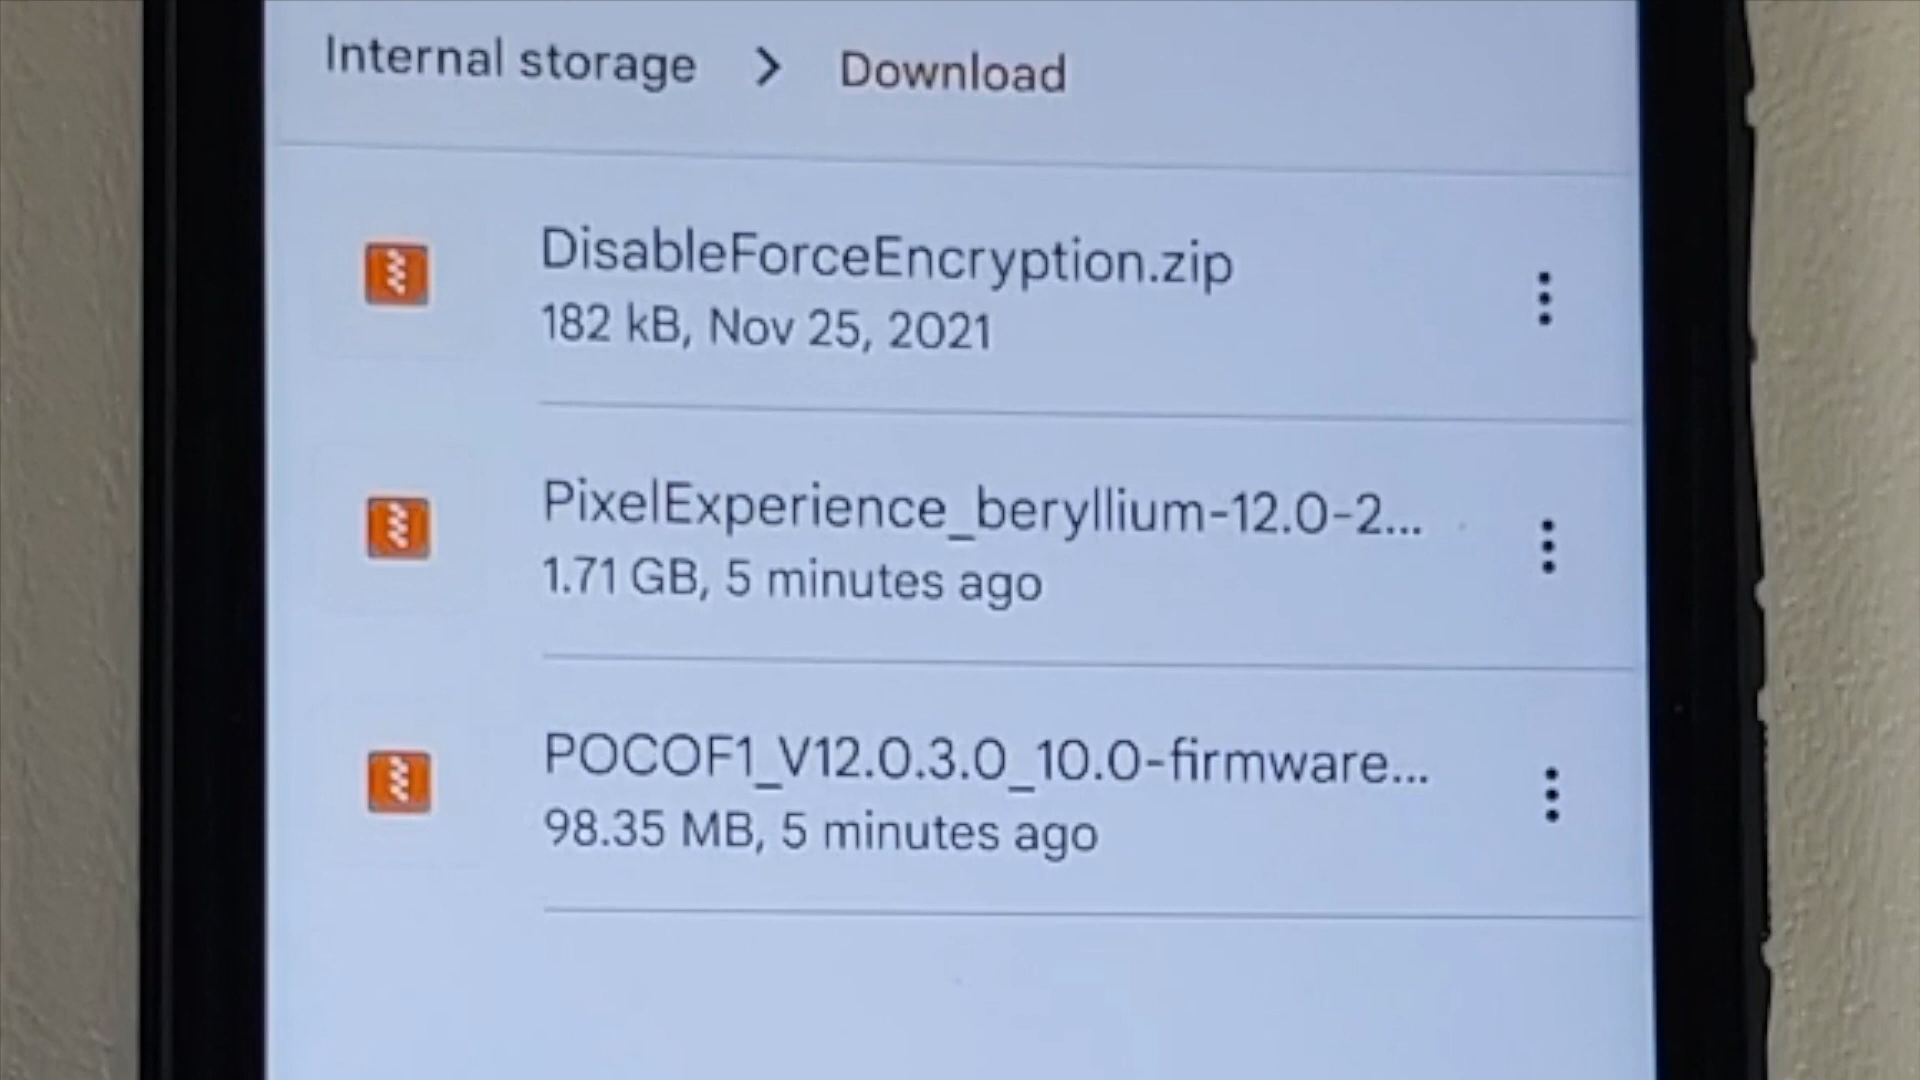 Internal storage > Download
DisableForceEncryption.zip
182 kB, Nov 25, 2021
PixelExperience_beryllium-12.0-2...
1.71 GB, 5 minutes ago
POCOF1_V12.0.3.0_10.0-firmware...
98.35 MB, 5 minutes ago